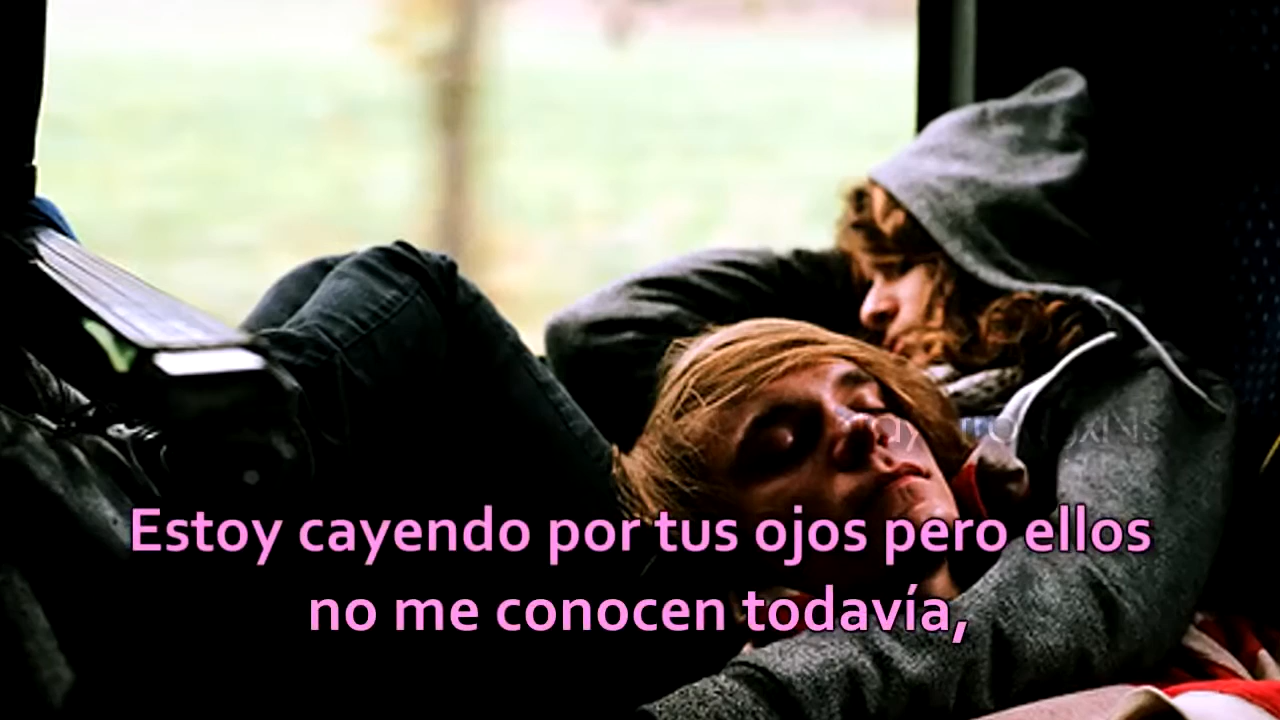 Estoy cayendo por tus ojos pero ellos
no me conocen todavía,